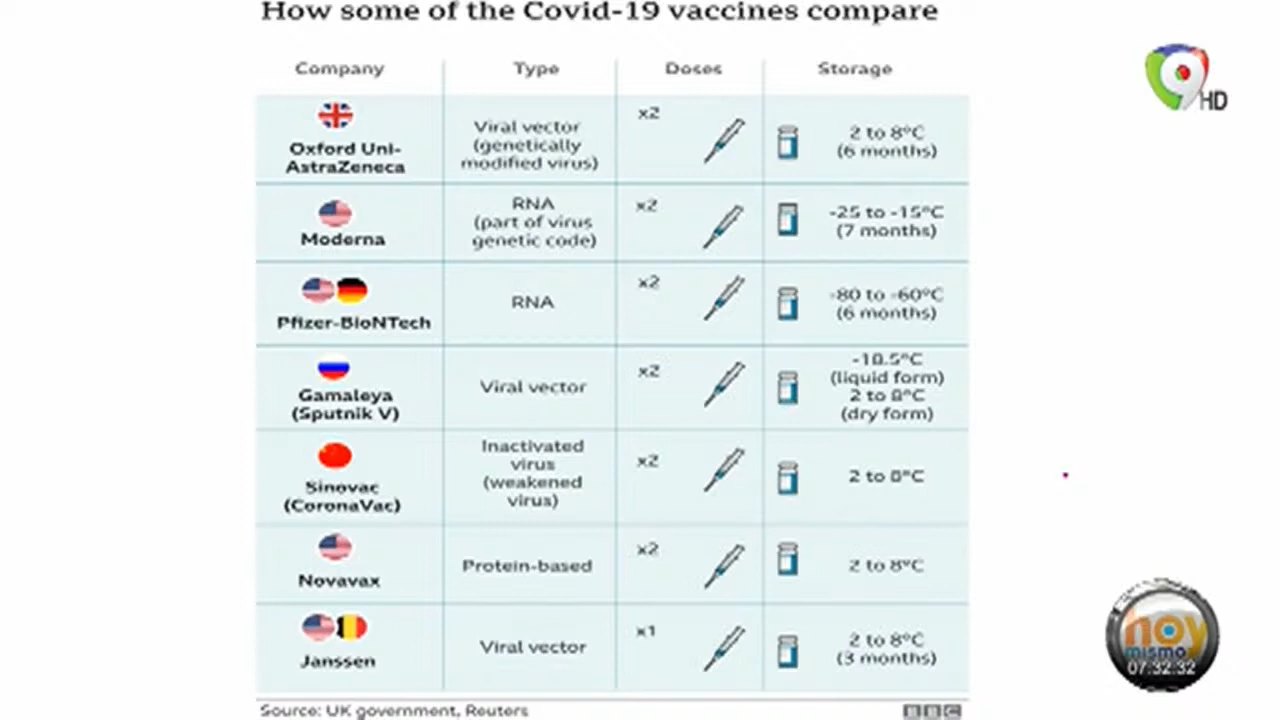 How some of the Covid-19 vaccines compare
Company Type Doses Storage
Oxford Uni-
AstraZeneca
Viral vector
(genetically
modified virus)
x2
2 to 8°C
(6 months)
Moderna
RNA
(part of virus
genetic code)
x2
-25 to -15°C
(7 months)
Pfizer-BioNTech
RNA
x2
-80 to -60°C
(6 months)
Gamaleya
(Sputnik V)
Viral vector
x2
-18.5°C
(liquid form)
2 to 8°C
(dry form)
Sinovac
(CoronaVac)
Inactivated
virus
(weakened
virus)
x2
2 to 8°C
Novavax
Protein-based
x2
2 to 8°C
Janssen
Viral vector
x1
2 to 8°C
(3 months)
Source: UK government, Reuters
BBC
9 HD
hoy
mismo
07:32:32